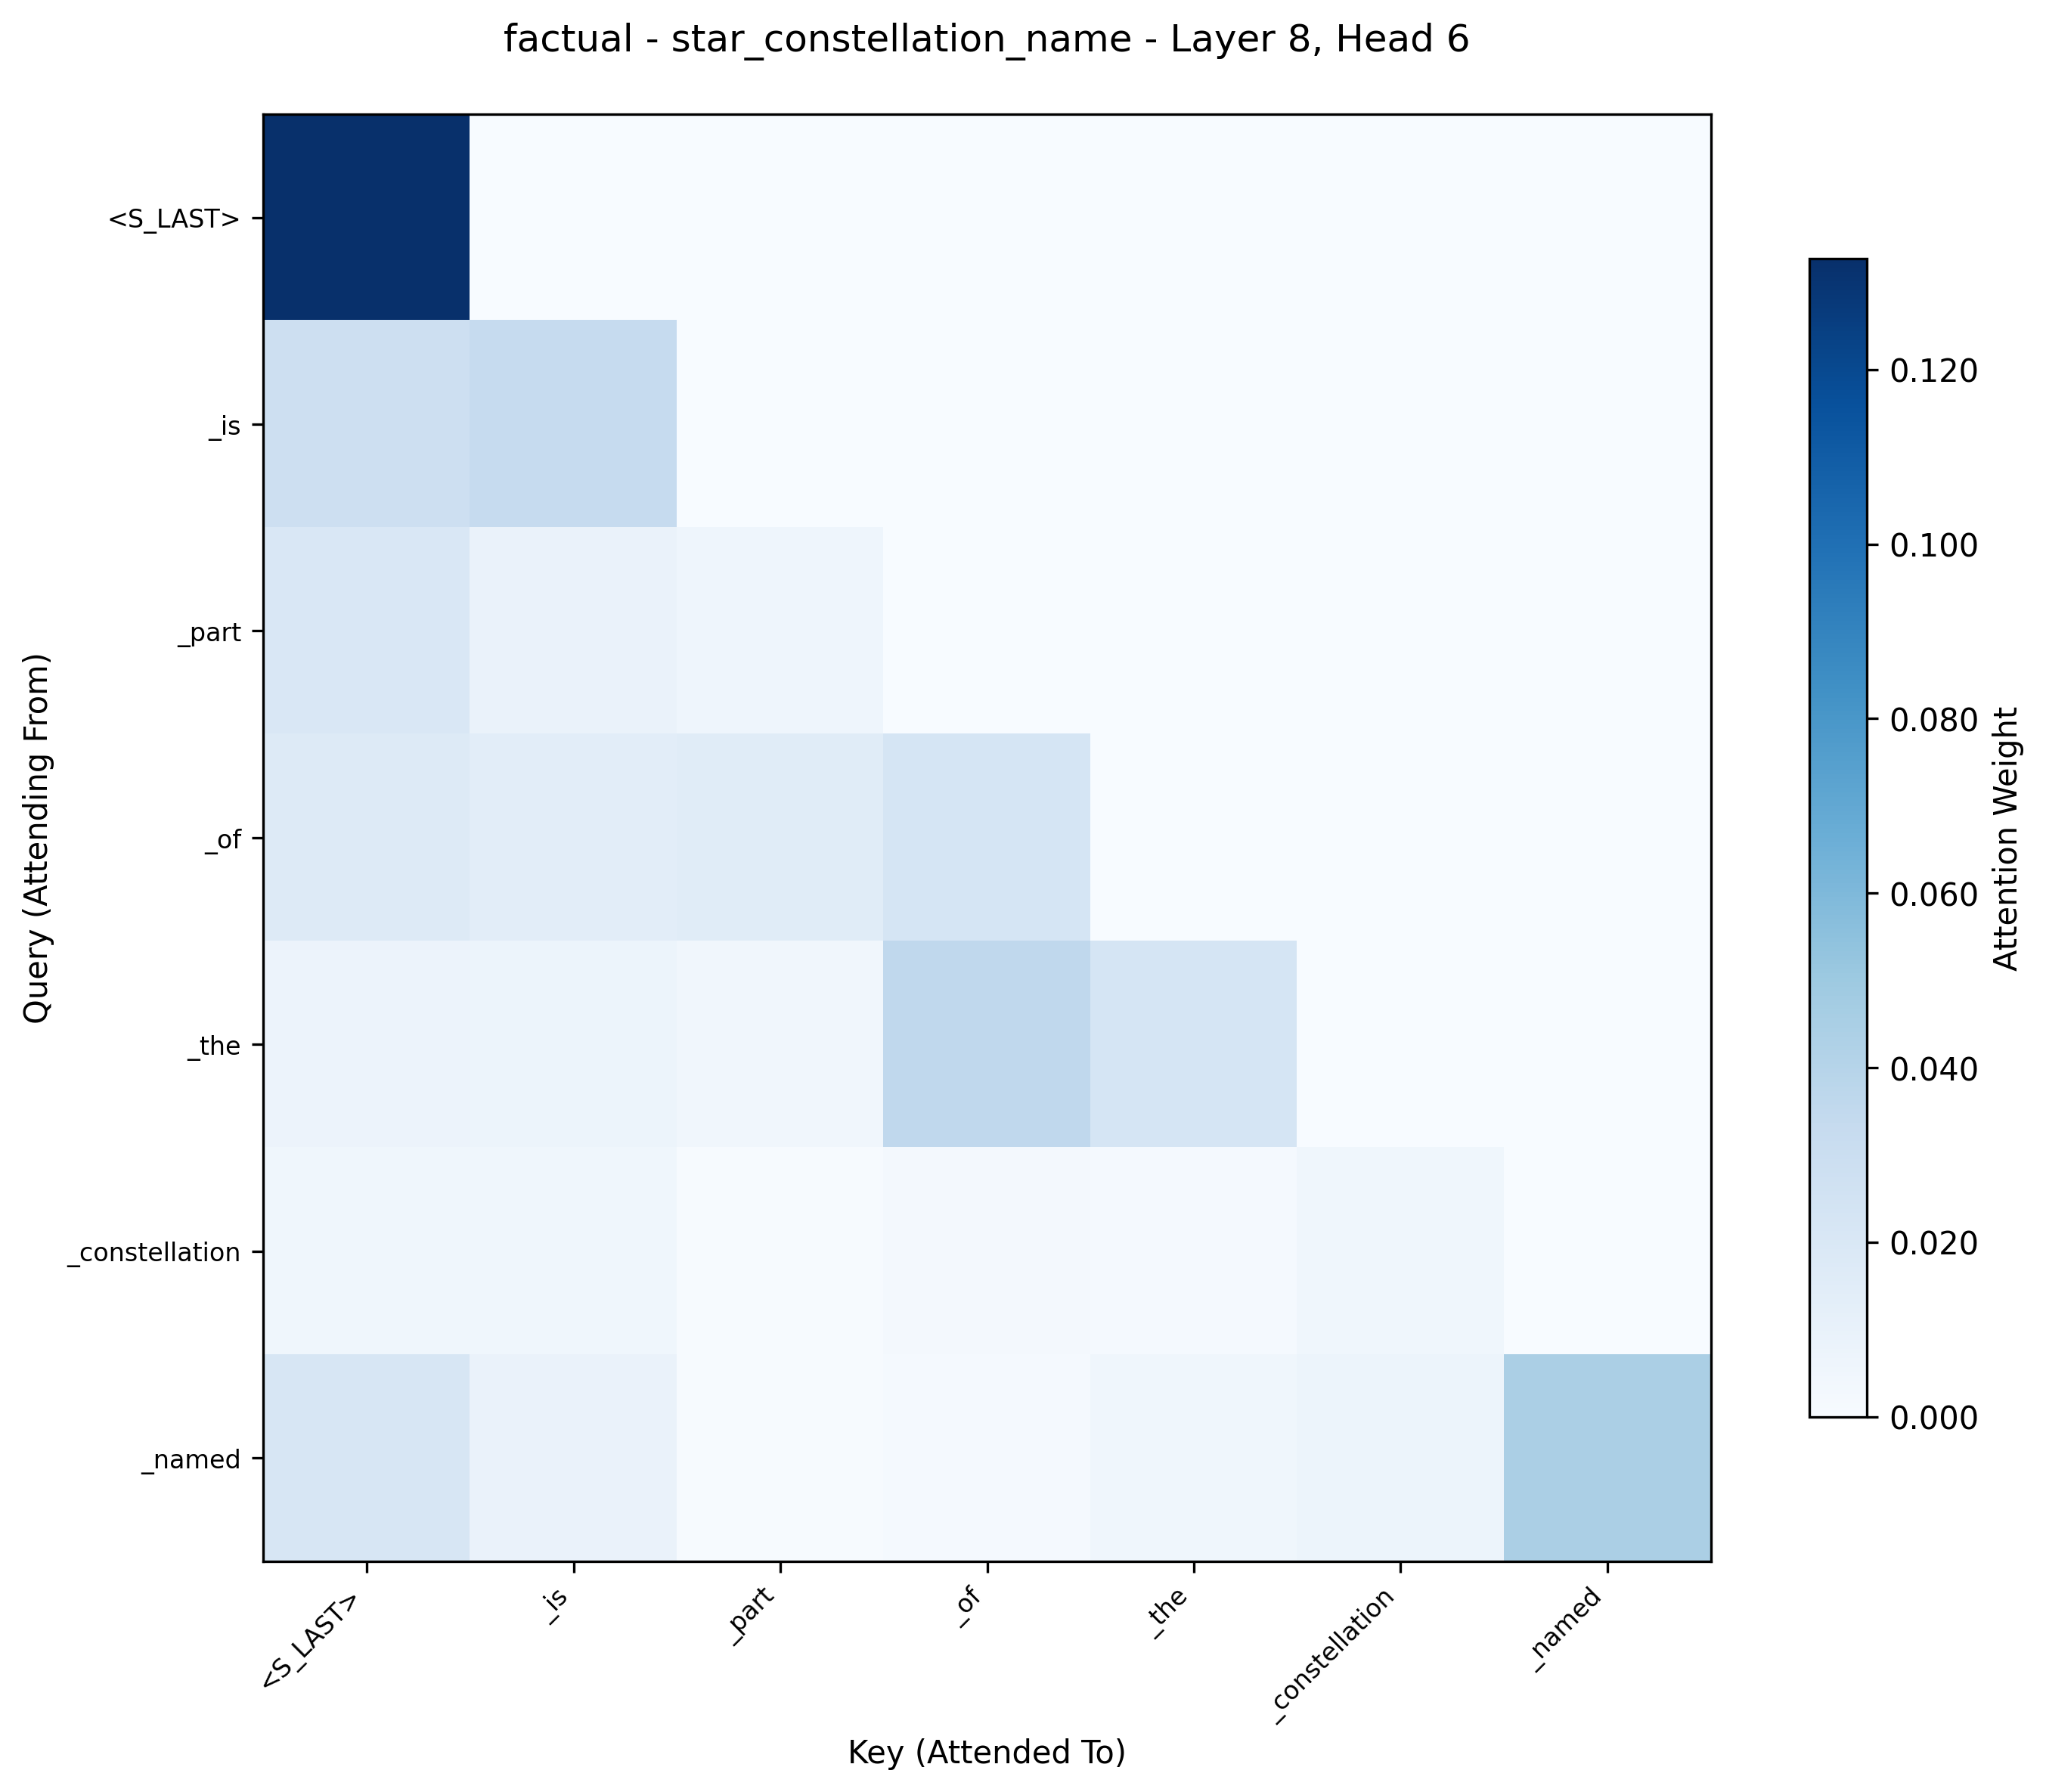 factual - star_constellation_name - Layer 8, Head 6
Query (Attending From)
<S_LAST>
_is
_part
_of
_the
_constellation
_named
<S_LAST>
_is
_part
_of
_the
_constellation
_named
Key (Attended To)
0.120
0.100
0.080
0.060
0.040
0.020
0.000
Attention Weight